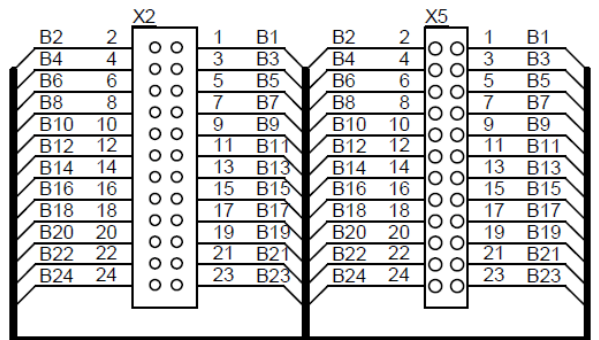 X2 X5
B2 2 1 B1 B2 2 1 B1
B4 4 3 B3 B4 4 3 B3
B6 6 5 B5 B6 6 5 B5
B8 8 7 B7 B8 8 7 B7
B10 10 9 B9 B10 10 9 B9
B12 12 11 B11 B12 12 11 B11
B14 14 13 B13 B14 14 13 B13
B16 16 15 B15 B16 16 15 B15
B18 18 17 B17 B18 18 17 B17
B20 20 19 B19 B20 20 19 B19
B22 22 21 B21 B22 22 21 B21
B24 24 23 B23 B24 24 23 B23